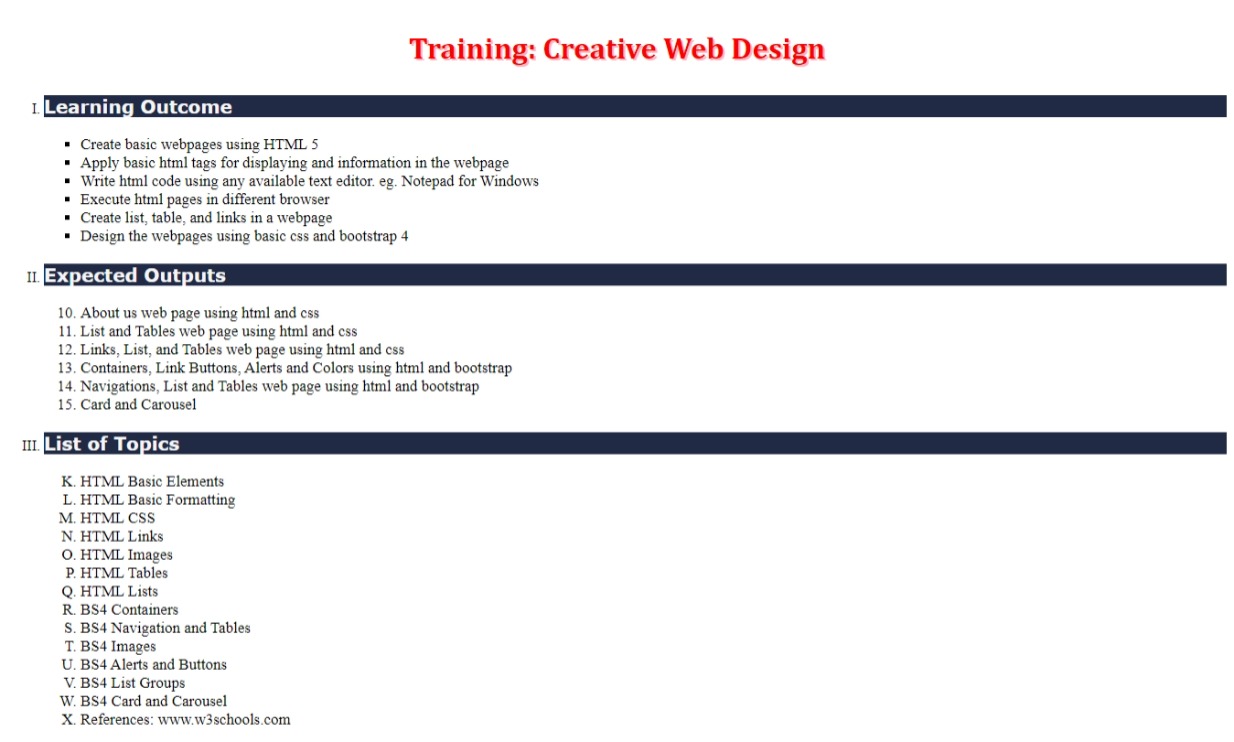 Training: Creative Web Design
I. Learning Outcome
▪ Create basic webpages using HTML 5
▪ Apply basic html tags for displaying and information in the webpage
▪ Write html code using any available text editor. eg. Notepad for Windows
▪ Execute html pages in different browser
▪ Create list, table, and links in a webpage
▪ Design the webpages using basic css and bootstrap 4
II. Expected Outputs
10. About us web page using html and css
11. List and Tables web page using html and css
12. Links, List, and Tables web page using html and css
13. Containers, Link Buttons, Alerts and Colors using html and bootstrap
14. Navigations, List and Tables web page using html and bootstrap
15. Card and Carousel
III. List of Topics
K. HTML Basic Elements
L. HTML Basic Formatting
M. HTML CSS
N. HTML Links
O. HTML Images
P. HTML Tables
Q. HTML Lists
R. BS4 Containers
S. BS4 Navigation and Tables
T. BS4 Images
U. BS4 Alerts and Buttons
V. BS4 List Groups
W. BS4 Card and Carousel
X. References: www.w3schools.com